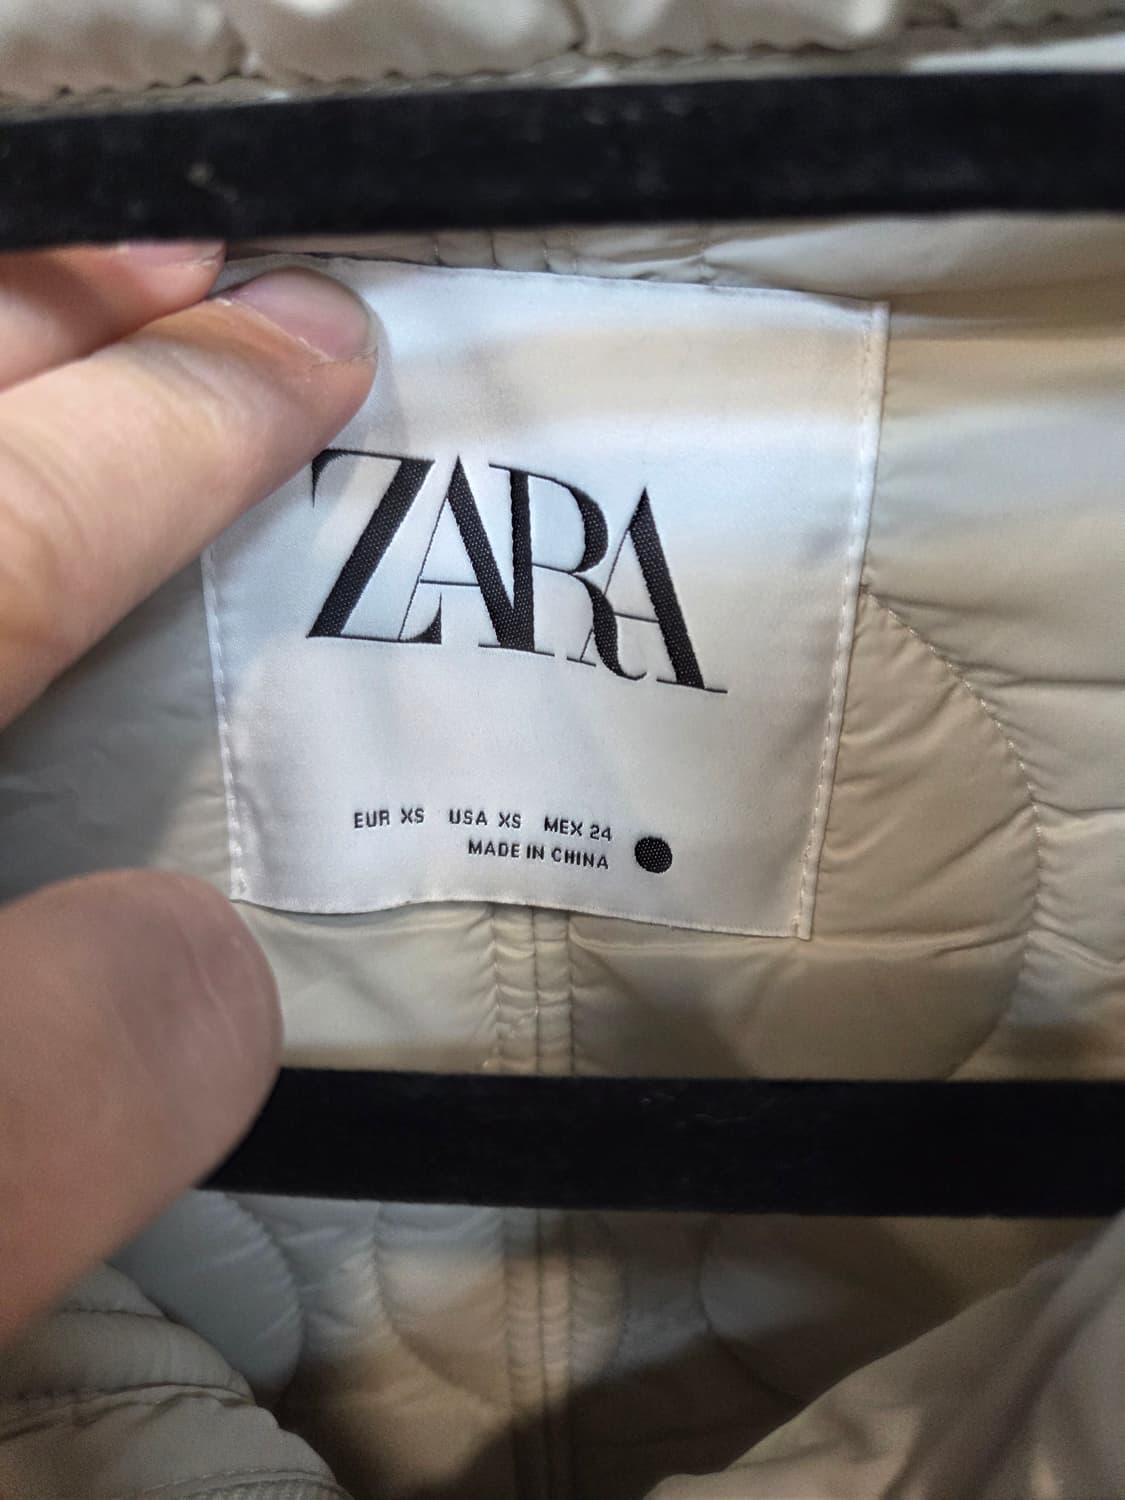 ZARA
EUR XS USA XS MEX 24
MADE IN CHINA